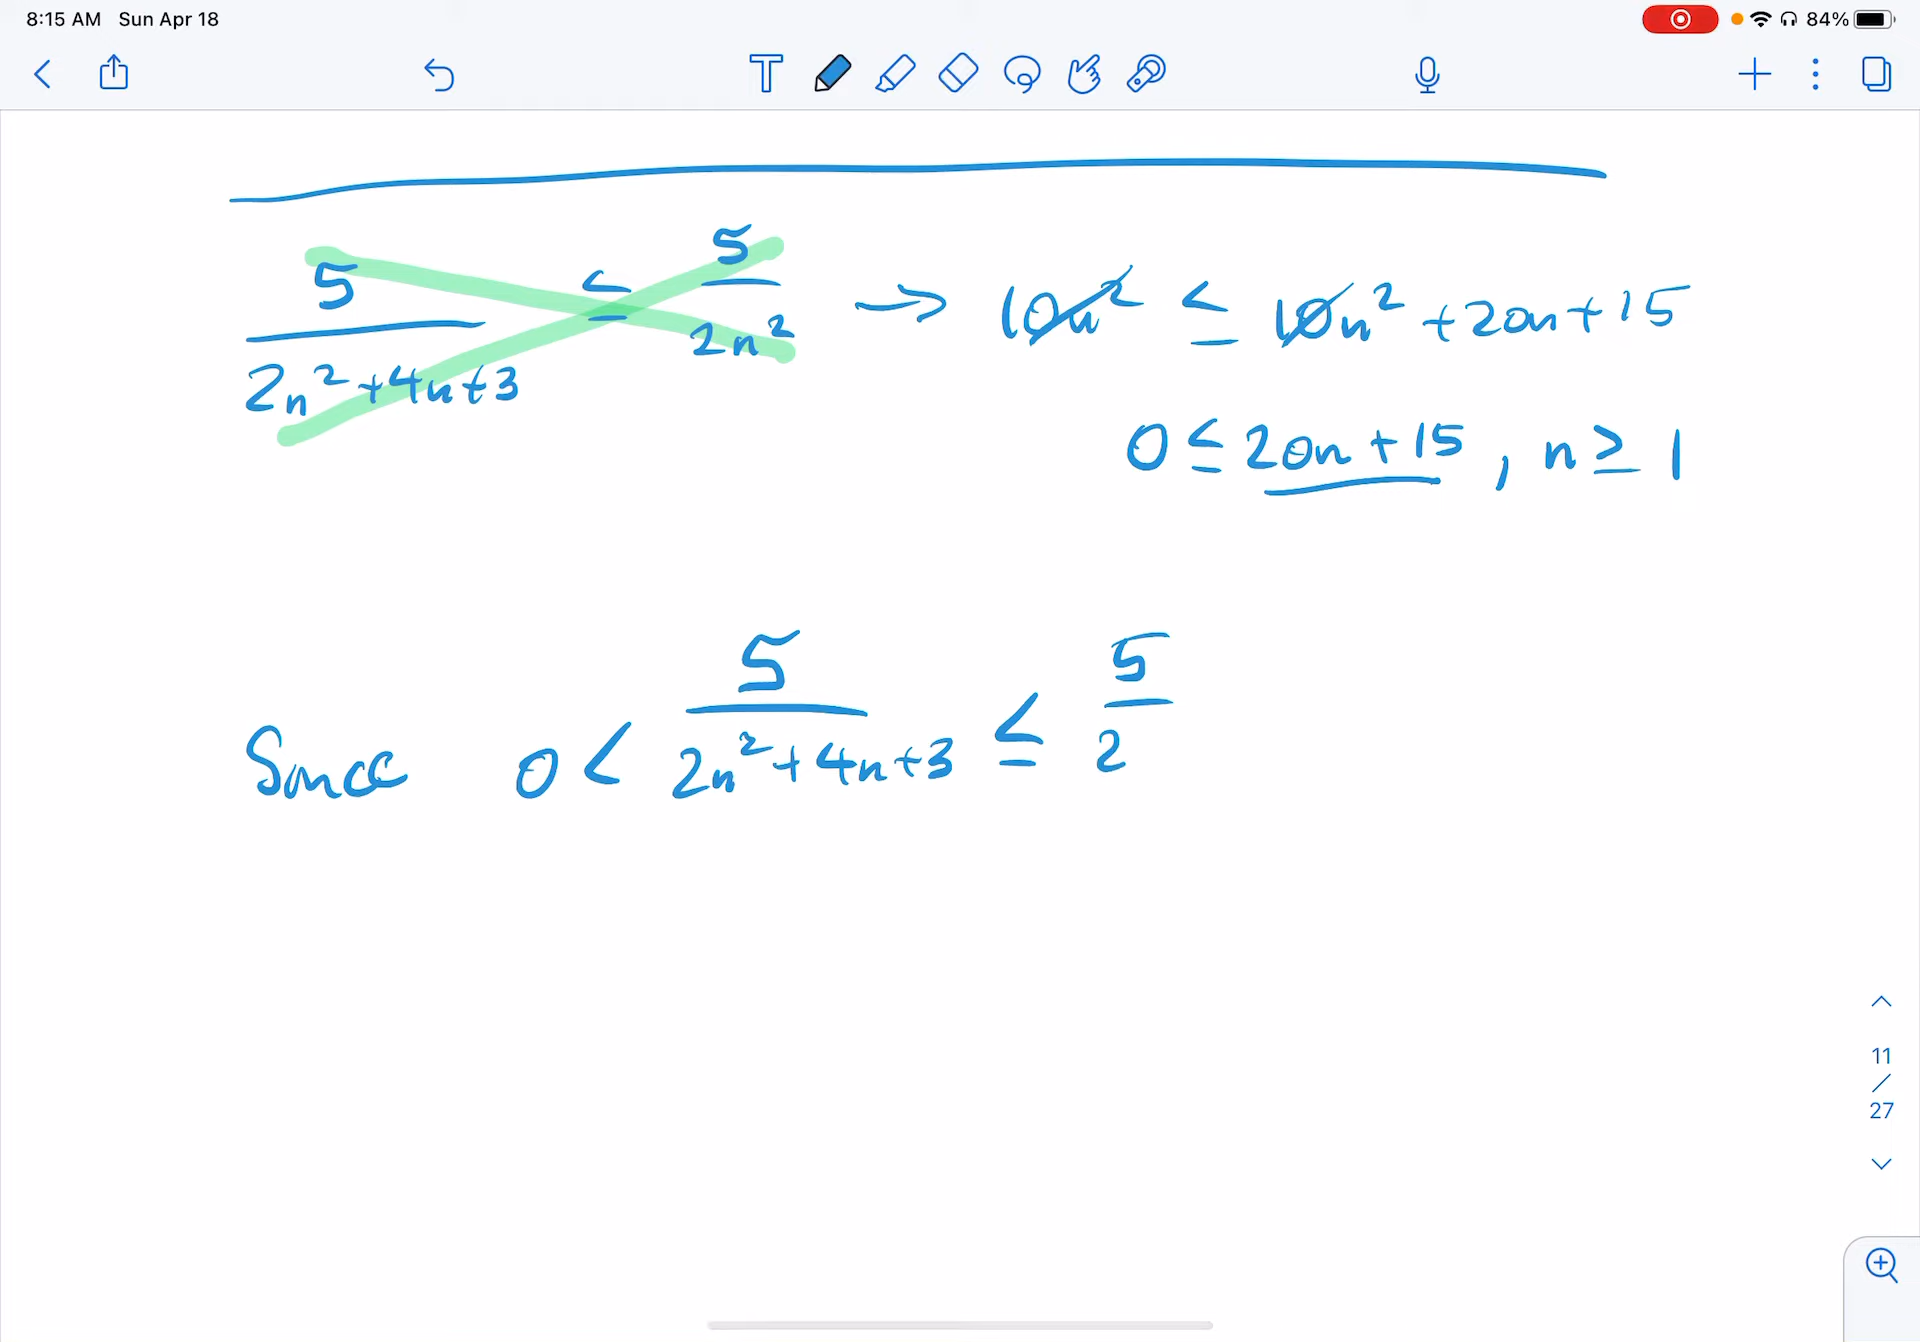 8:15 AM Sun Apr 18 84%
5/(2n²+4n+3) ≤ 5/(2n²) → 10n² ≤ 10n² + 20n + 15
0 ≤ 20n + 15 , n ≥ 1
Since 0 < 5/(2n²+4n+3) ≤ 5/2
11
/
27